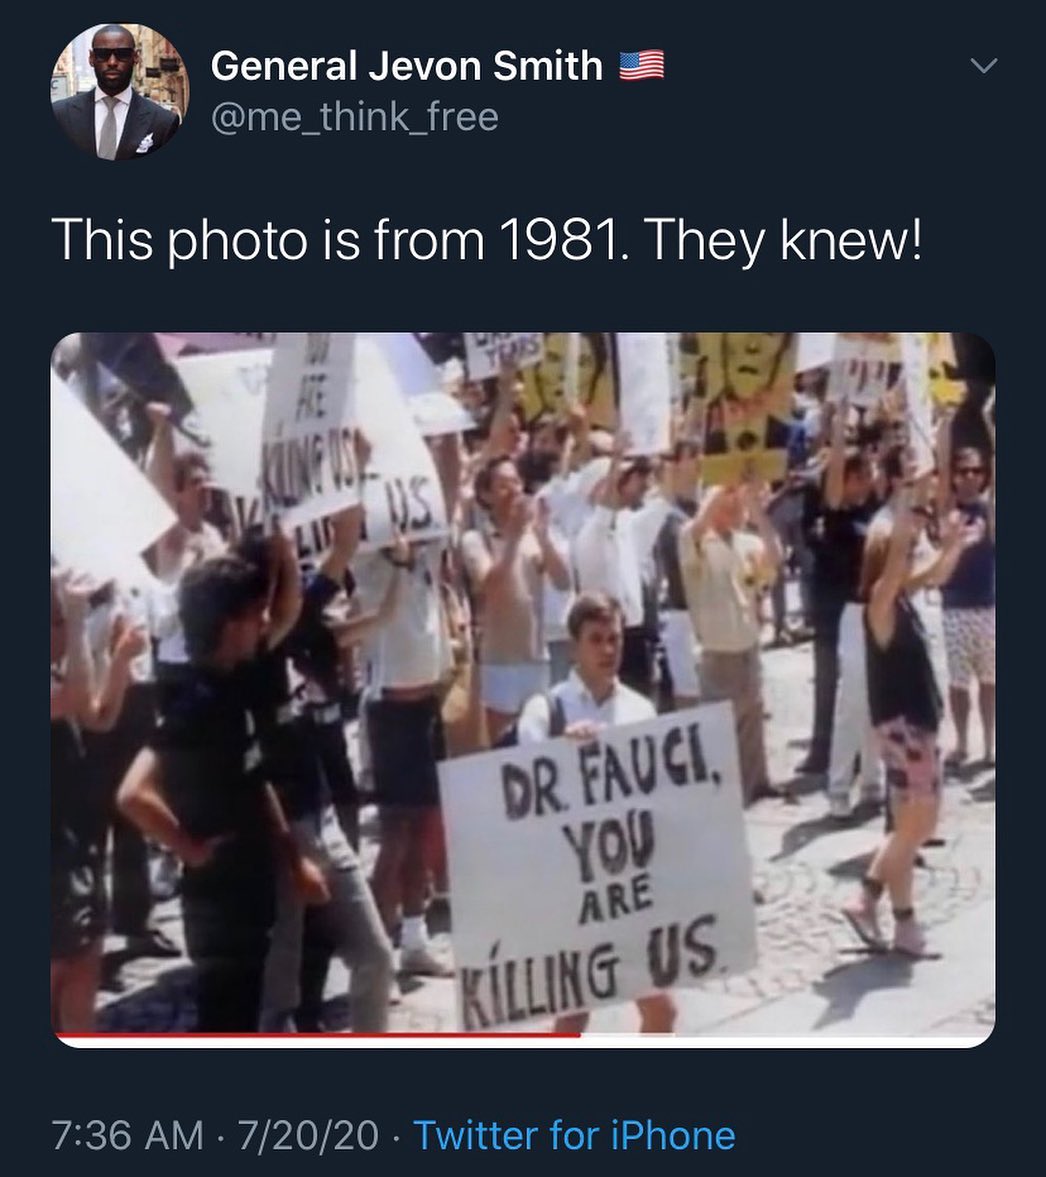 General Jevon Smith 🇺🇸
@me_think_free
This photo is from 1981. They knew!
TEARS
ARE
KILLING US
US
DR. FAUCI,
YOU
ARE
KILLING US.
7:36 AM · 7/20/20 · Twitter for iPhone